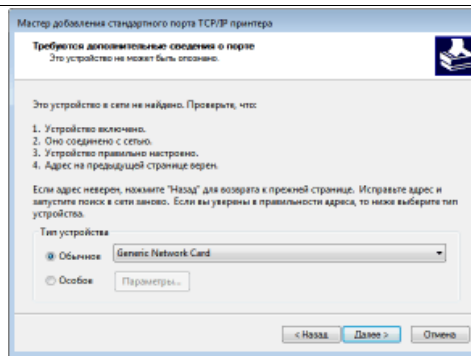 Мастер добавления стандартного порта TCP/IP принтера
Требуются дополнительные сведения о порте
Это устройство не может быть опознано.
Это устройство в сети не найдено. Проверьте, что:
1. Устройство включено.
2. Оно соединено с сетью.
3. Устройство правильно настроено.
4. Адрес на предыдущей странице верен.
Если адрес неверен, нажмите "Назад" для возврата к прежней странице. Исправьте адрес и
запустите поиск в сети заново. Если вы уверены в правильности адреса, то ниже выберите тип
устройства.
Тип устройства
Обычное Generic Network Card
Особое Параметры...
< Назад Далее > Отмена